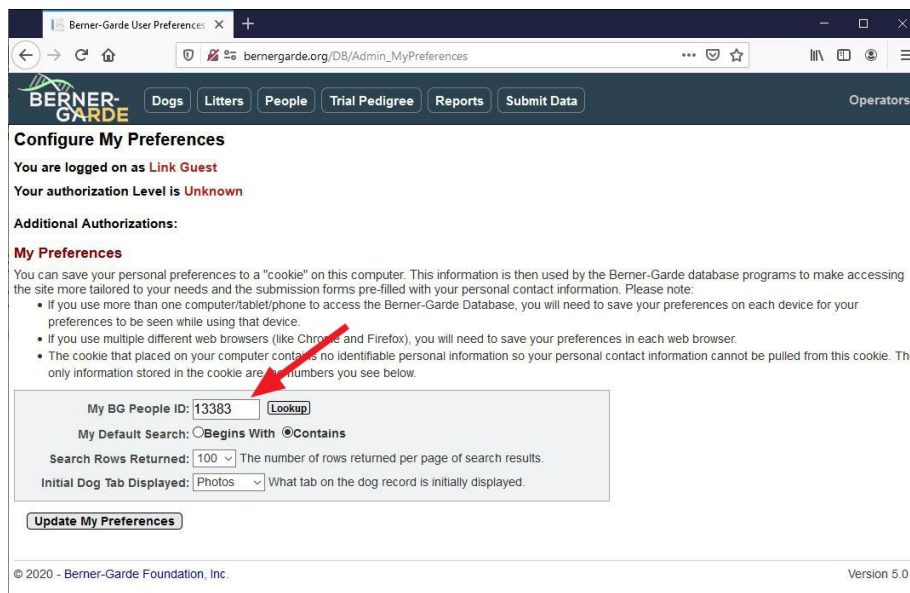 Berner-Garde User Preferences
bernergarde.org/DB/Admin_MyPreferences
BERNER-GARDE
Dogs Litters People Trial Pedigree Reports Submit Data Operators
Configure My Preferences
You are logged on as Link Guest
Your authorization Level is Unknown
Additional Authorizations:
My Preferences
You can save your personal preferences to a "cookie" on this computer. This information is then used by the Berner-Garde database programs to make accessing
the site more tailored to your needs and the submission forms pre-filled with your personal contact information. Please note:
• If you use more than one computer/tablet/phone to access the Berner-Garde Database, you will need to save your preferences on each device for your
preferences to be seen while using that device.
• If you use multiple different web browsers (like Chrome and Firefox), you will need to save your preferences in each web browser.
• The cookie that placed on your computer contains no identifiable personal information so your personal contact information cannot be pulled from this cookie. Th
only information stored in the cookie are the numbers you see below.
My BG People ID: 13383 Lookup
My Default Search: Begins With Contains
Search Rows Returned: 100 The number of rows returned per page of search results.
Initial Dog Tab Displayed: Photos What tab on the dog record is initially displayed.
Update My Preferences
© 2020 - Berner-Garde Foundation, Inc. Version 5.0